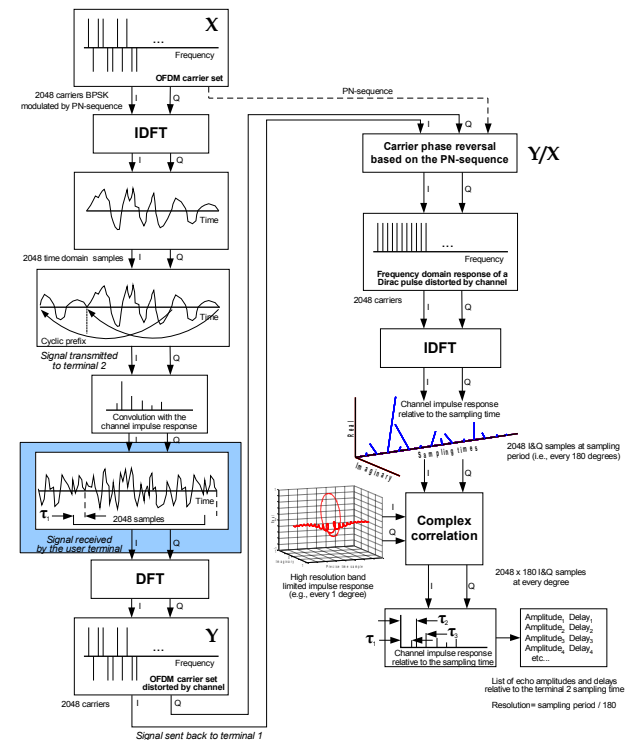 X
...
Frequency
OFDM carrier set
2048 carriers BPSK
modulated by PN-sequence
I
Q
PN-sequence
IDFT
I
Q
Time
2048 time domain samples
I
Q
Time
Cyclic prefix
Signal transmitted
to terminal 2
I
Q
Convolution with the
channel impulse response
I
Q
Time
τ1
2048 samples
Signal received
by the user terminal
I
Q
DFT
I
Q
Y
...
Frequency
OFDM carrier set
distorted by channel
2048 carriers
I
Q
Signal sent back to terminal 1
I
Q
Carrier phase reversal
based on the PN-sequence
Y/X
I
Q
...
Frequency
Frequency domain response of a
Dirac pulse distorted by channel
2048 carriers
I
Q
IDFT
I
Q
Channel impulse response
relative to the sampling time
Real
Imaginary
Sampling times
2048 I&Q samples at sampling
period (i.e., every 180 degrees)
I
Q
I
Q
Complex
correlation
High resolution band
limited impulse response
(e.g., every 1 degree)
2048 x 180 I&Q samples
at every degree
I
Q
τ2
τ1
τ3
Channel impulse response
relative to the sampling time
Amplitude1 Delay1
Amplitude2 Delay2
Amplitude3 Delay3
Amplitude4 Delay4
etc...
List of echo amplitudes and delays
relative to the terminal 2 sampling time
Resolution= sampling period / 180